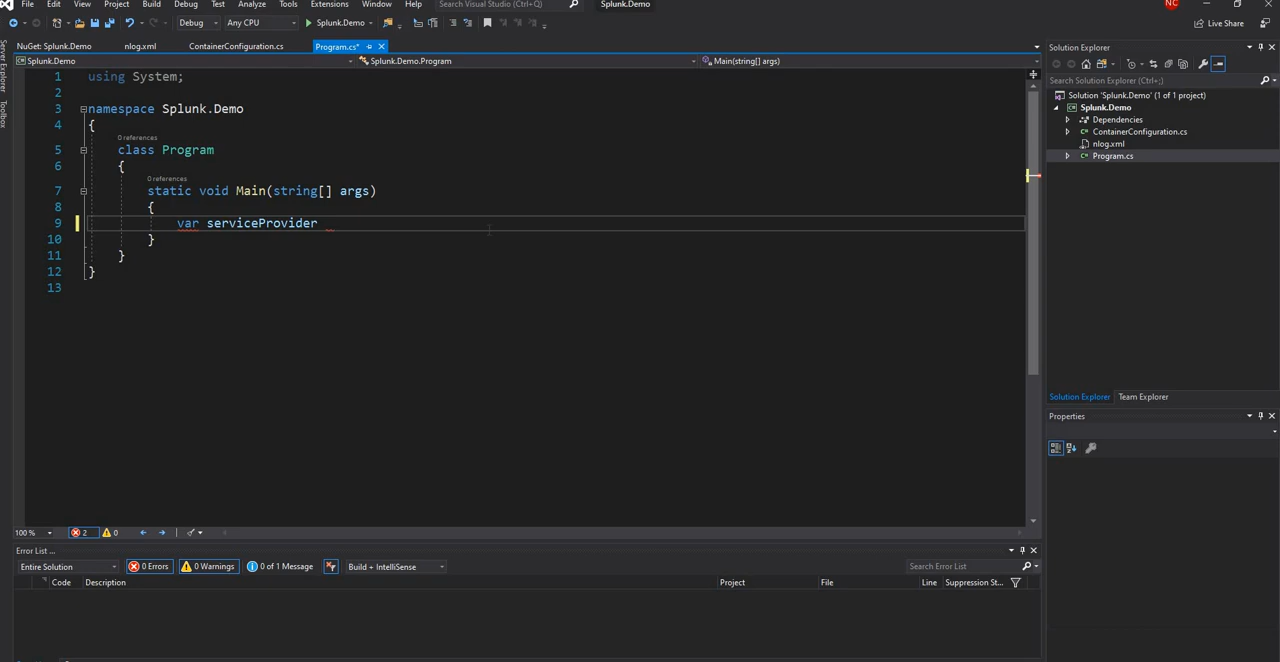 File Edit View Project Build Debug Test Analyze Tools Extensions Window Help Search Visual Studio (Ctrl+Q) Splunk.Demo NC
Debug Any CPU Splunk.Demo Live Share
NuGet: Splunk.Demo nlog.xml ContainerConfiguration.cs Program.cs*
Splunk.Demo Splunk.Demo.Program Main(string[] args)
Server Explorer
Toolbox
1 using System;
2
3 namespace Splunk.Demo
4 {
0 references
5 class Program
6 {
0 references
7 static void Main(string[] args)
8 {
9 var serviceProvider
10 }
11 }
12 }
13
100 % 2 0
Error List ...
Entire Solution 0 Errors 0 Warnings 0 of 1 Message Build + IntelliSense Search Error List
Code Description Project File Line Suppression St...
Solution Explorer
Search Solution Explorer (Ctrl+;)
Solution 'Splunk.Demo' (1 of 1 project)
Splunk.Demo
Dependencies
ContainerConfiguration.cs
nlog.xml
Program.cs
Solution Explorer Team Explorer
Properties